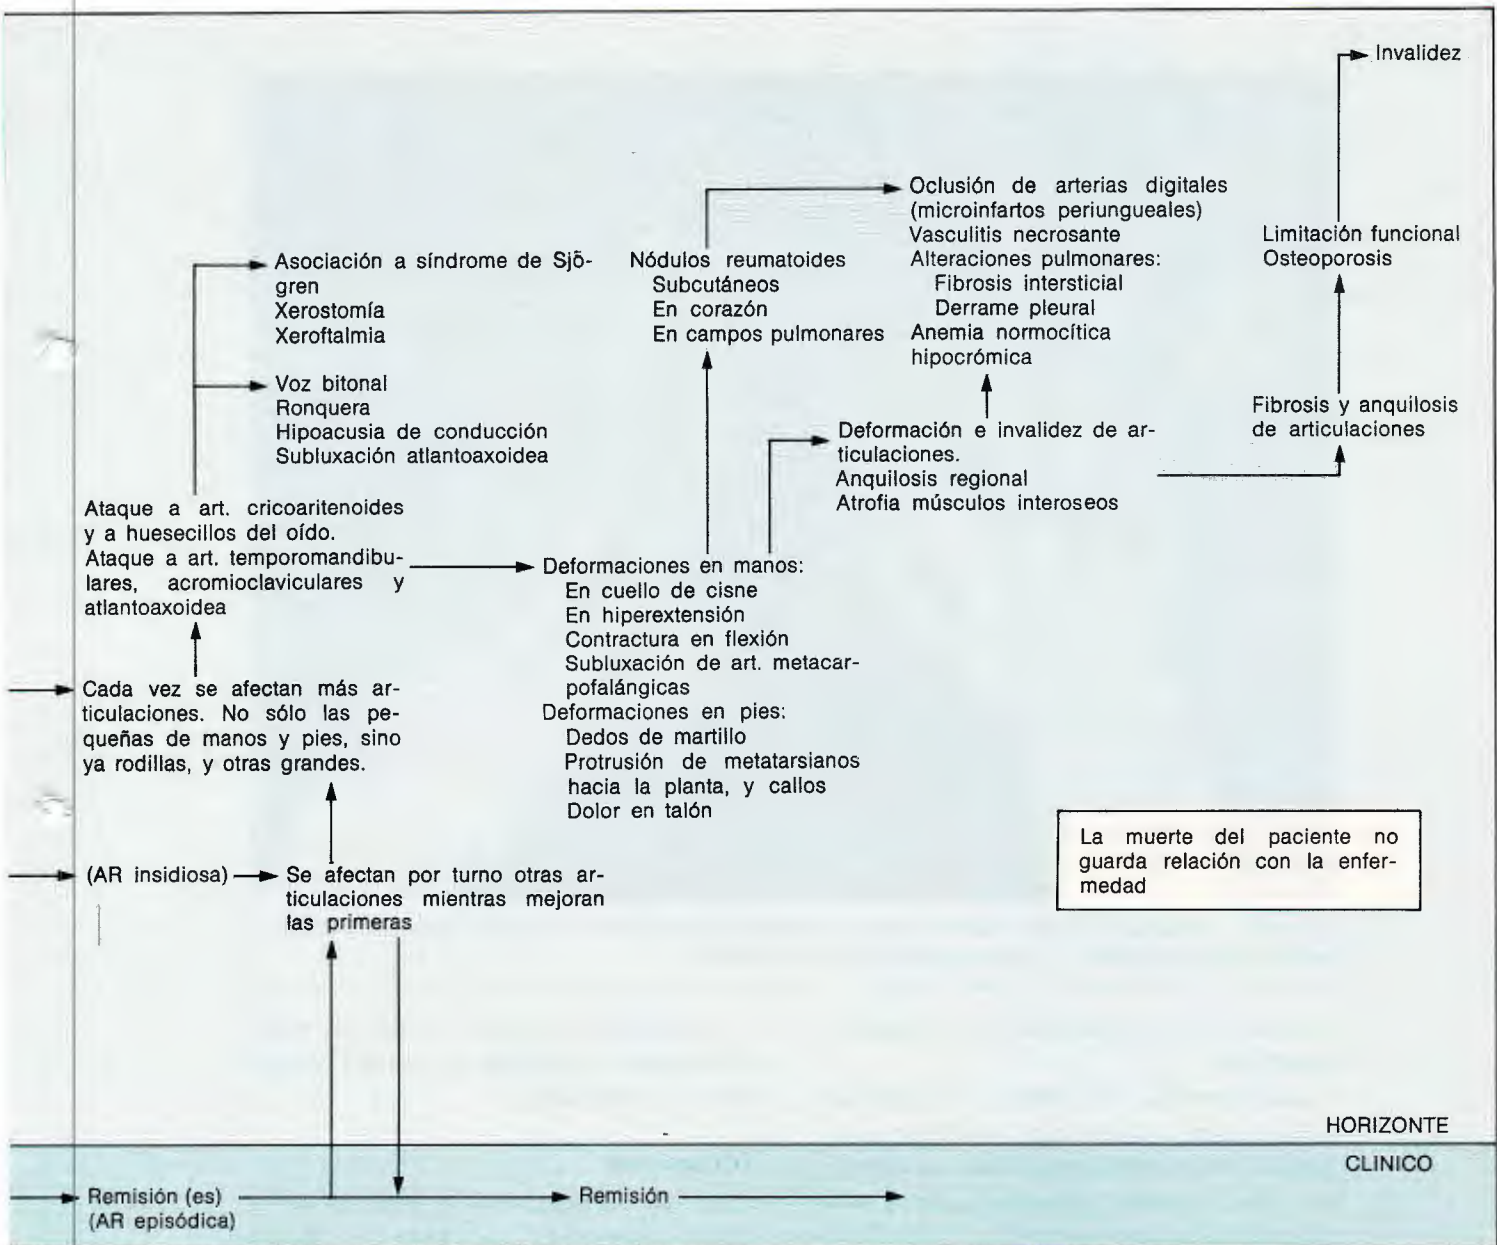 Invalidez
Oclusión de arterias digitales
(microinfartos periungueales)
Vasculitis necrosante
Alteraciones pulmonares:
Fibrosis intersticial
Derrame pleural
Anemia normocítica
hipocrómica
Limitación funcional
Osteoporosis
Asociación a síndrome de Sjö-
gren
Xerostomía
Xeroftalmia
Nódulos reumatoides
Subcutáneos
En corazón
En campos pulmonares
Voz bitonal
Ronquera
Hipoacusia de conducción
Subluxación atlantoaxoidea
Deformación e invalidez de ar-
ticulaciones.
Anquilosis regional
Atrofia músculos interoseos
Fibrosis y anquilosis
de articulaciones
Ataque a art. cricoaritenoides
y a huesecillos del oído.
Ataque a art. temporomandibu-
lares, acromioclaviculares y
atlantoaxoidea
Deformaciones en manos:
En cuello de cisne
En hiperextensión
Contractura en flexión
Subluxación de art. metacar-
pofalángicas
Deformaciones en pies:
Dedos de martillo
Protrusión de metatarsianos
hacia la planta, y callos
Dolor en talón
Cada vez se afectan más ar-
ticulaciones. No sólo las pe-
queñas de manos y pies, sino
ya rodillas, y otras grandes.
La muerte del paciente no
guarda relación con la enfer-
medad
(AR insidiosa)
Se afectan por turno otras ar-
ticulaciones mientras mejoran
las primeras
HORIZONTE
CLINICO
Remisión (es)
(AR episódica)
Remisión